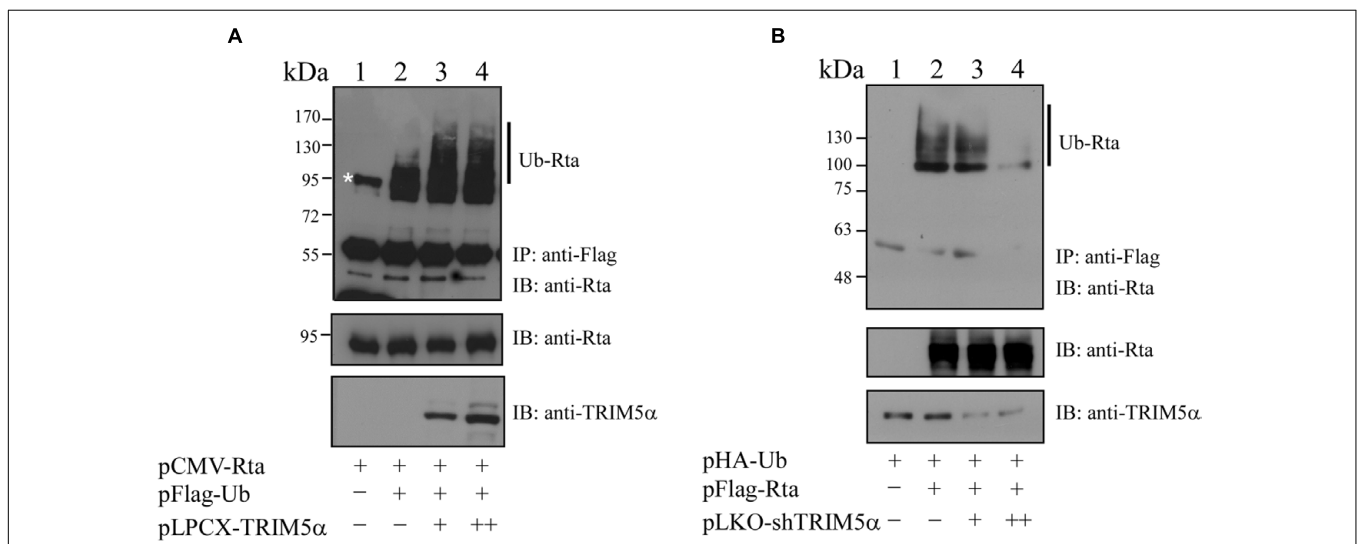 A
kDa 1 2 3 4
170
130
95
72
55
*
Ub-Rta
IP: anti-Flag
IB: anti-Rta
95
IB: anti-Rta
IB: anti-TRIM5α
pCMV-Rta + + + +
pFlag-Ub − + + +
pLPCX-TRIM5α − − + ++
B
kDa 1 2 3 4
130
100
75
63
48
Ub-Rta
IP: anti-Flag
IB: anti-Rta
IB: anti-Rta
IB: anti-TRIM5α
pHA-Ub + + + +
pFlag-Rta − + + +
pLKO-shTRIM5α − − + ++